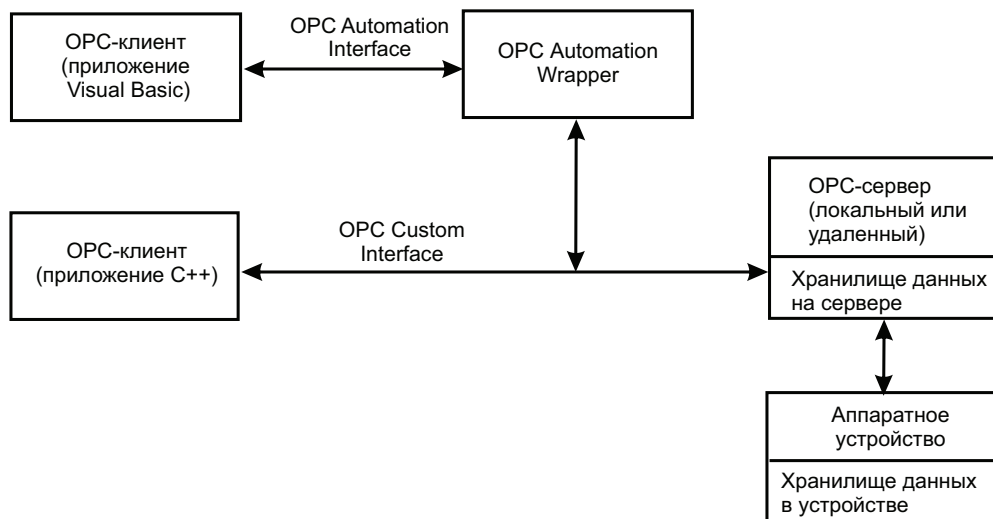 OPC-клиент
(приложение
Visual Basic)
OPC Automation
Interface
OPC Automation
Wrapper
OPC-клиент
(приложение C++)
OPC Custom
Interface
OPC-сервер
(локальный или
удаленный)
Хранилище данных
на сервере
Аппаратное
устройство
Хранилище данных
в устройстве